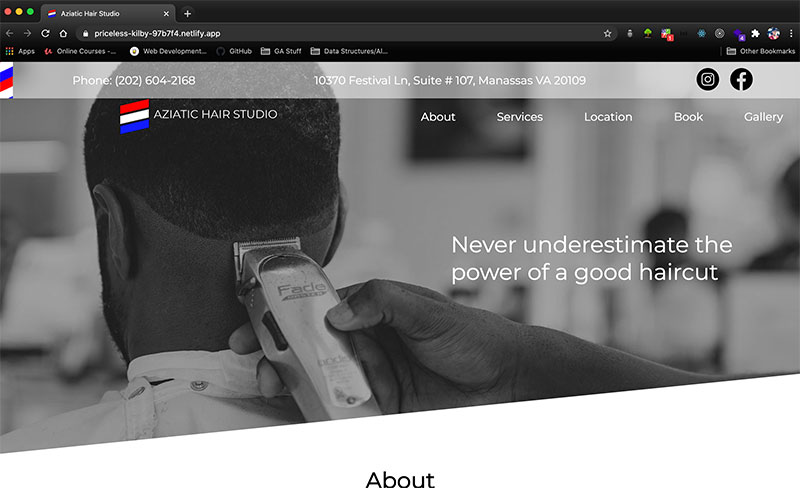 Aziatic Hair Studio
priceless-kilby-97b7f4.netlify.app
Apps
Online Courses -...
Web Development...
GitHub
GA Stuff
Data Structures/Al...
Other Bookmarks
Phone: (202) 604-2168
10370 Festival Ln, Suite # 107, Manassas VA 20109
AZIATIC HAIR STUDIO
About
Services
Location
Book
Gallery
Never underestimate the
power of a good haircut
Fade
About